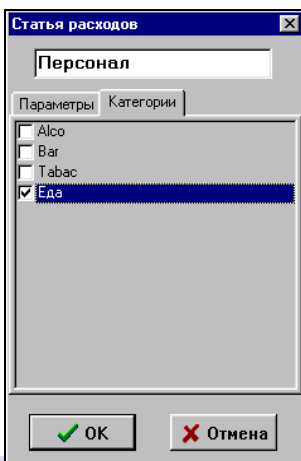 Статья расходов
Персонал
Параметры Категории
Alco
Bar
Tabac
Еда
OK Отмена